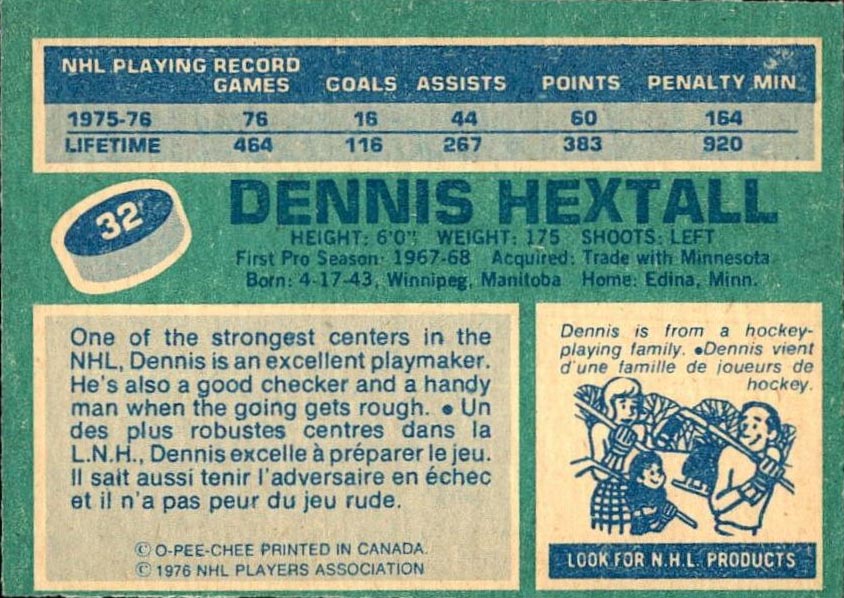 NHL PLAYING RECORD
GAMES GOALS ASSISTS POINTS PENALTY MIN.
1975-76 76 16 44 60 164
LIFETIME 464 116 267 383 920
32
DENNIS HEXTALL
HEIGHT: 6'0" WEIGHT: 175 SHOOTS: LEFT
First Pro Season: 1967-68 Acquired: Trade with Minnesota
Born: 4-17-43, Winnipeg, Manitoba Home: Edina, Minn.
One of the strongest centers in the
NHL, Dennis is an excellent playmaker.
He's also a good checker and a handy
man when the going gets rough. ● Un
des plus robustes centres dans la
L.N.H., Dennis excelle à préparer le jeu.
Il sait aussi tenir l'adversaire en échec
et il n'a pas peur du jeu rude.
© O-PEE-CHEE PRINTED IN CANADA.
© 1976 NHL PLAYERS ASSOCIATION
Dennis is from a hockey-
playing family. ●Dennis vient
d'une famille de joueurs de
hockey.
LOOK FOR N.H.L. PRODUCTS